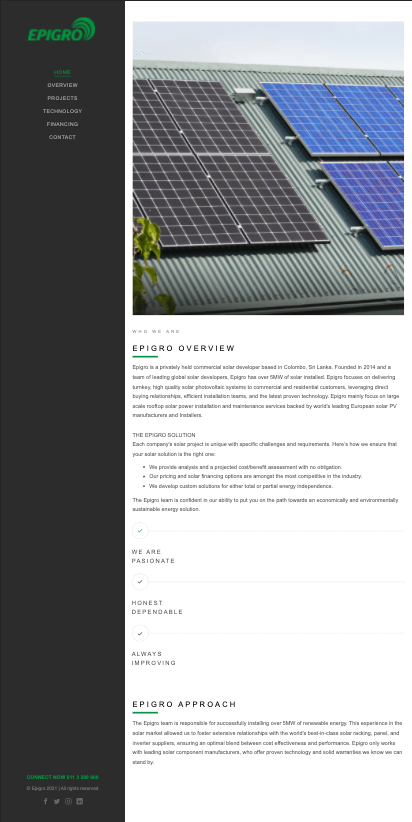 EPIGRO
HOME
OVERVIEW
PROJECTS
TECHNOLOGY
FINANCING
CONTACT
CONNECT NOW 011 3 288 968
© Epigro 2021 | All rights reserved
WHO WE ARE
EPIGRO OVERVIEW
Epigro is a privately held commercial solar developer based in Colombo, Sri Lanka. Founded in 2014 and a
team of leading global solar developers, Epigro has over 5MW of solar installed. Epigro focuses on delivering
turnkey, high quality solar photovoltaic systems to commercial and residential customers, leveraging direct
buying relationships, efficient installation teams, and the latest proven technology. Epigro mainly focus on large
scale rooftop solar power installation and maintenance services backed by world's leading European solar PV
manufacturers and Installers.
THE EPIGRO SOLUTION
Each company's solar project is unique with specific challenges and requirements. Here's how we ensure that
your solar solution is the right one:
• We provide analysis and a projected cost/benefit assessment with no obligation.
• Our pricing and solar financing options are amongst the most competitive in the industry.
• We develop custom solutions for either total or partial energy independence.
The Epigro team is confident in our ability to put you on the path towards an economically and environmentally
sustainable energy solution.
WE ARE
PASIONATE
HONEST
DEPENDABLE
ALWAYS
IMPROVING
EPIGRO APPROACH
The Epigro team is responsible for successfully installing over 5MW of renewable energy. This experience in the
solar market allowed us to foster extensive relationships with the world's best-in-class solar racking, panel, and
inverter suppliers, ensuring an optimal blend between cost effectiveness and performance. Epigro only works
with leading solar component manufacturers, who offer proven technology and solid warranties we know we can
stand by.